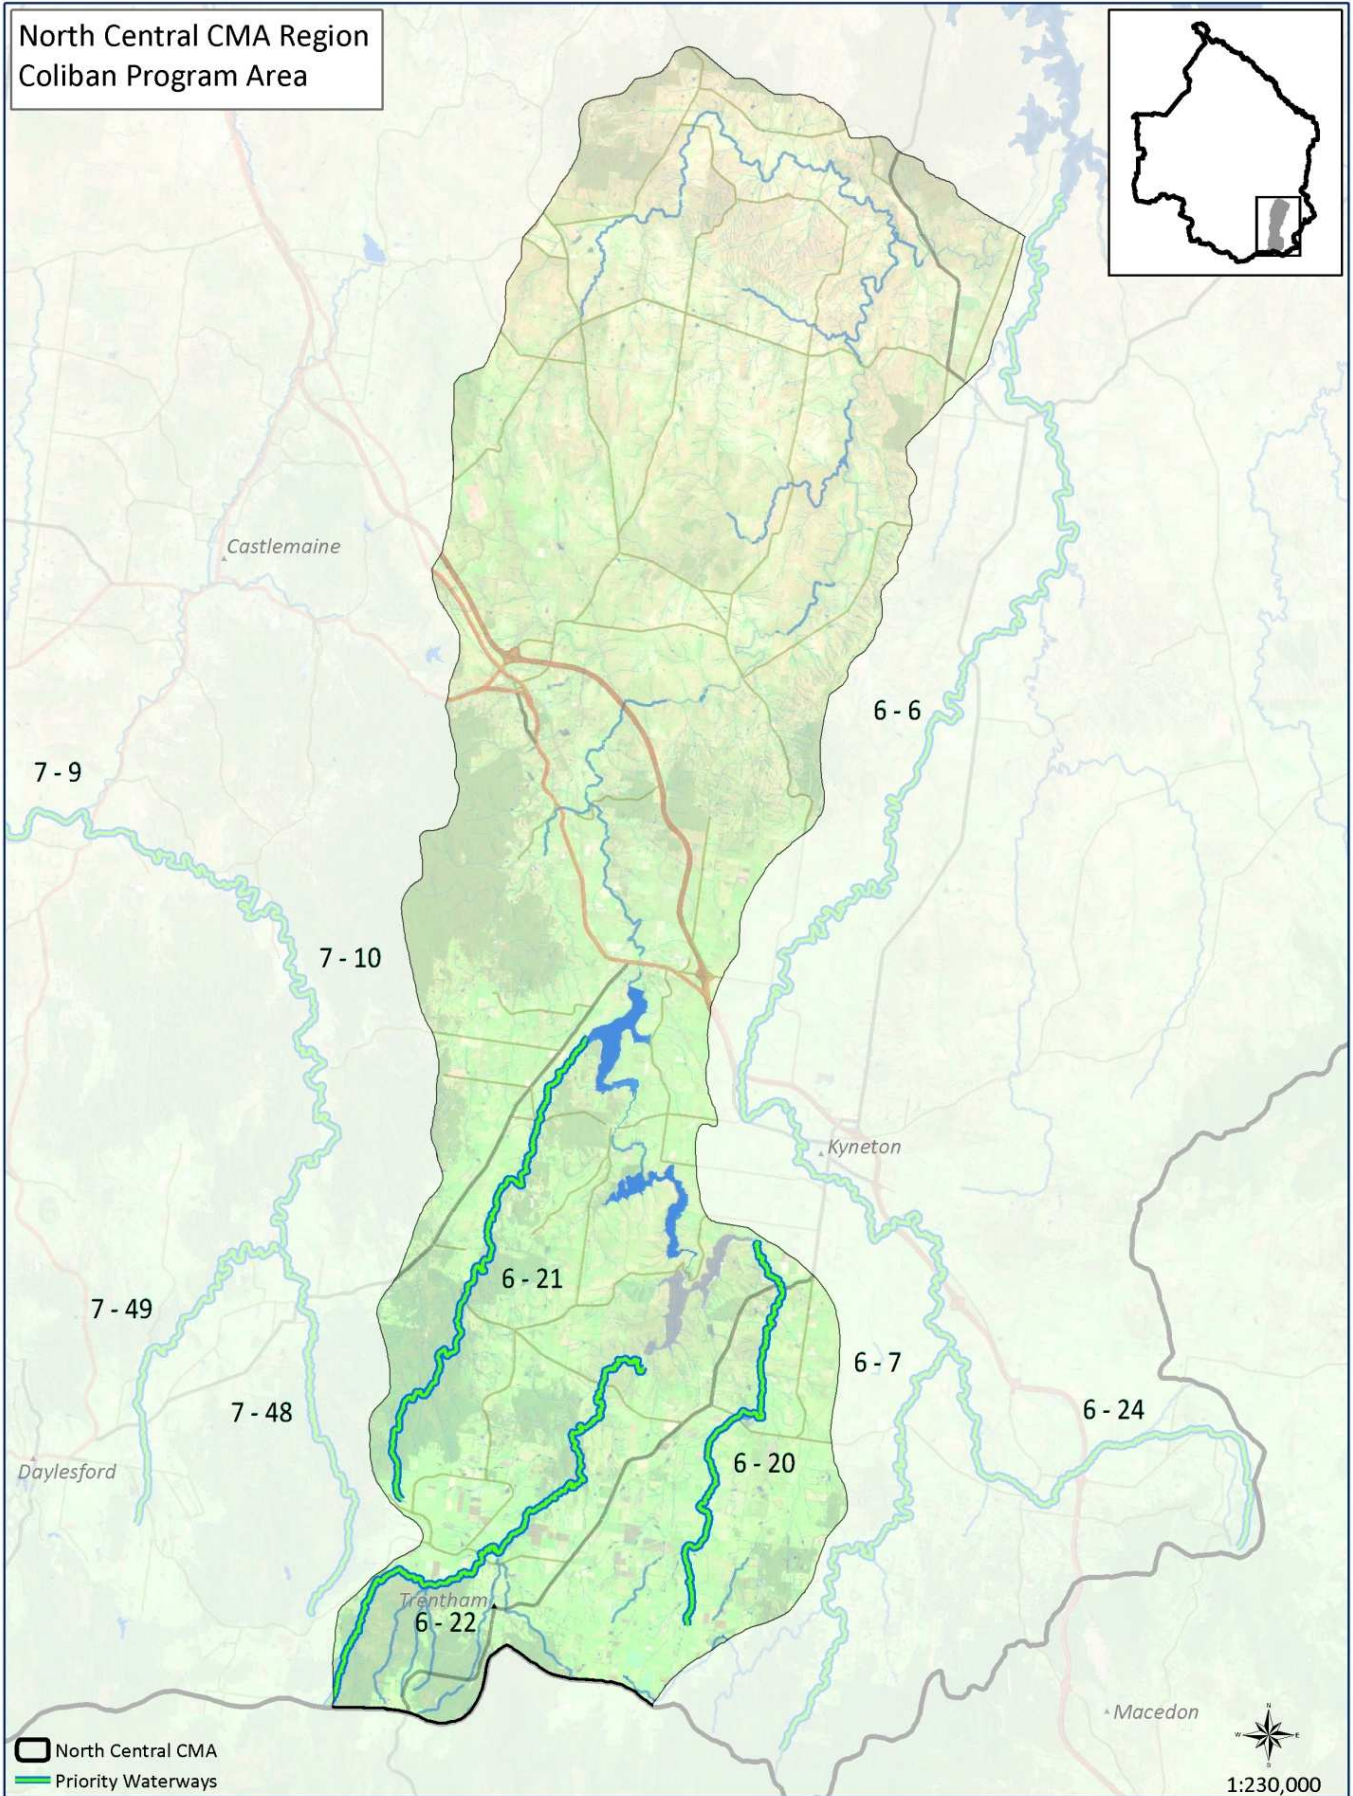 North Central CMA Region
Coliban Program Area
Castlemaine
6 - 6
7 - 9
7 - 10
Kyneton
6 - 21
7 - 49
6 - 7
7 - 48
6 - 24
6 - 20
Daylesford
Trentham
6 - 22
Macedon
N
W
E
S
North Central CMA
Priority Waterways
1:230,000